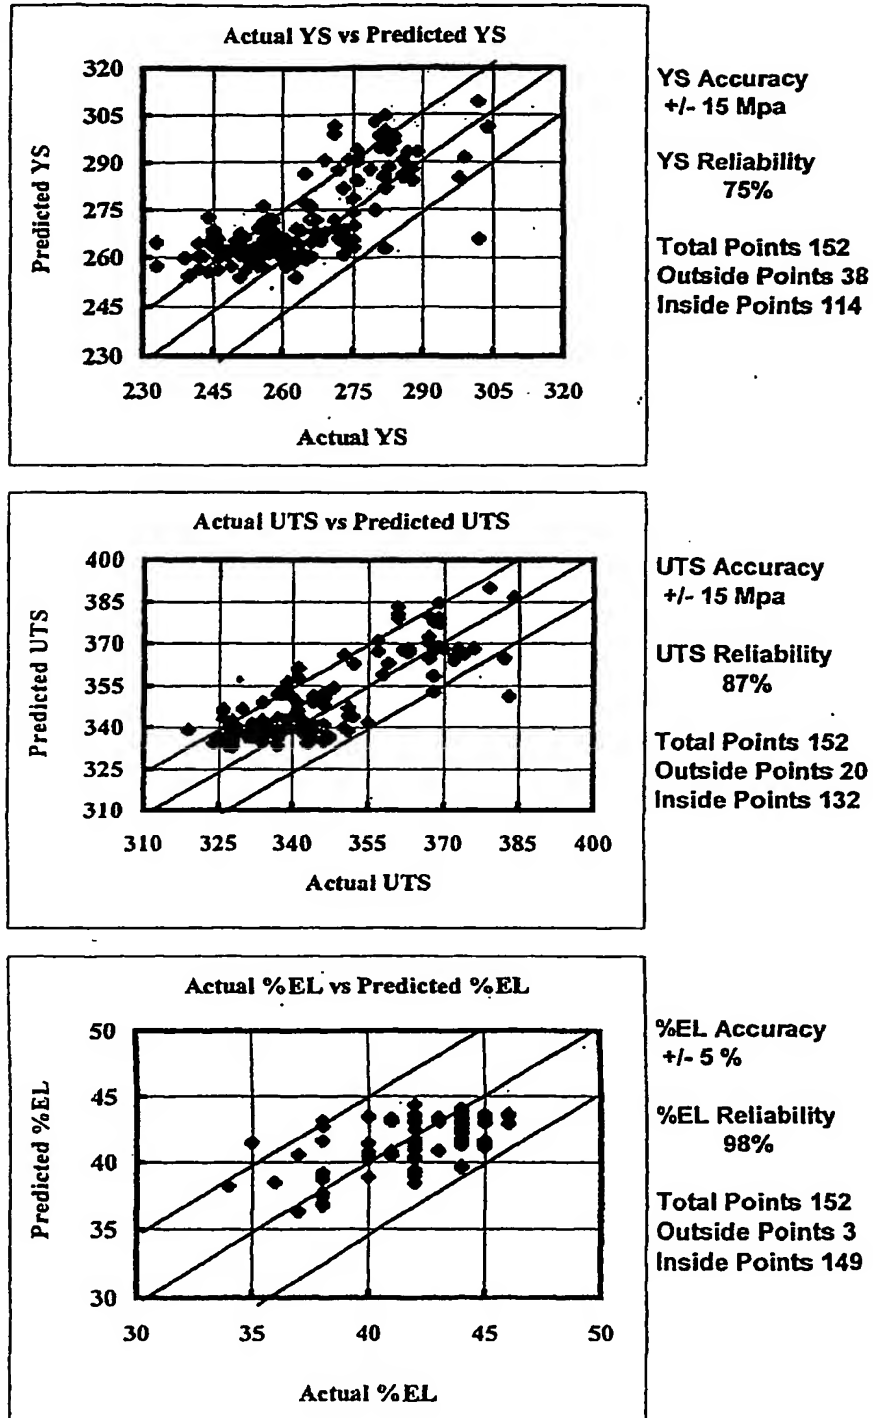 Actual YS vs Predicted YS
320
305
290
275
260
245
230
Predicted YS
230 245 260 275 290 305 320
Actual YS
YS Accuracy
+/- 15 Mpa
YS Reliability
75%
Total Points 152
Outside Points 38
Inside Points 114
Actual UTS vs Predicted UTS
400
385
370
355
340
325
310
Predicted UTS
310 325 340 355 370 385 400
Actual UTS
UTS Accuracy
+/- 15 Mpa
UTS Reliability
87%
Total Points 152
Outside Points 20
Inside Points 132
Actual %EL vs Predicted %EL
50
45
40
35
30
Predicted %EL
30 35 40 45 50
Actual %EL
%EL Accuracy
+/- 5 %
%EL Reliability
98%
Total Points 152
Outside Points 3
Inside Points 149